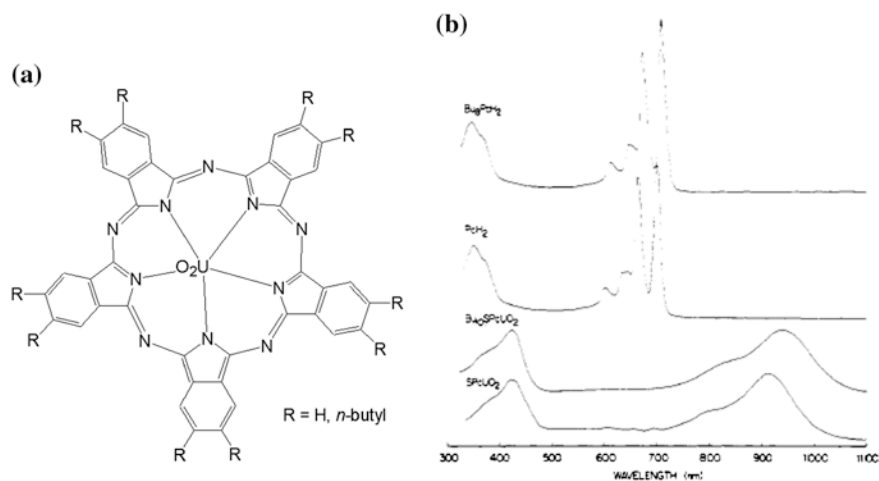 (a)
R
R
R
R
N
N
N
N
N
N
O2U
N
N
N
N
R
R
R
R
R
R
R = H, n-butyl
(b)
Bu8PcH2
PcH2
Bu10SPcUO2
SPcUO2
300 400 500 600 700 800 900 1000 1100
WAVELENGTH (nm)